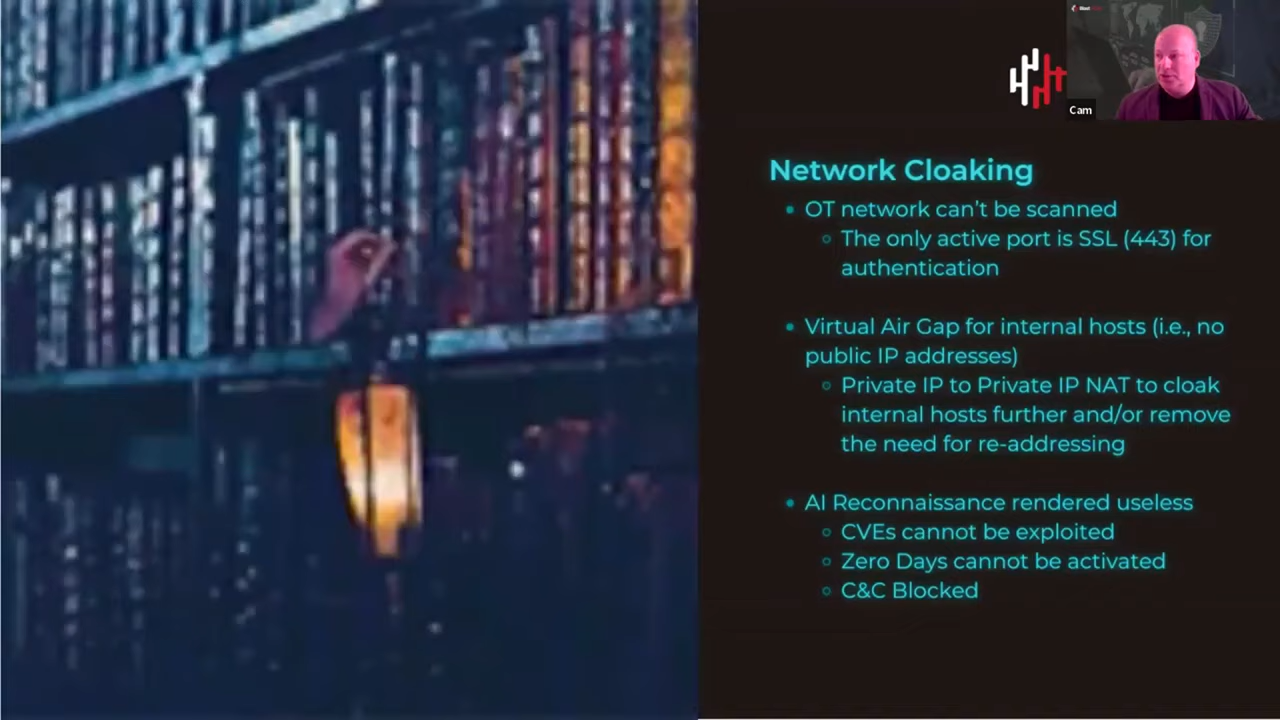 Cam
Network Cloaking
• OT network can't be scanned
○ The only active port is SSL (443) for
authentication
• Virtual Air Gap for internal hosts (i.e., no
public IP addresses)
○ Private IP to Private IP NAT to cloak
internal hosts further and/or remove
the need for re-addressing
• AI Reconnaissance rendered useless
○ CVEs cannot be exploited
○ Zero Days cannot be activated
○ C&C Blocked